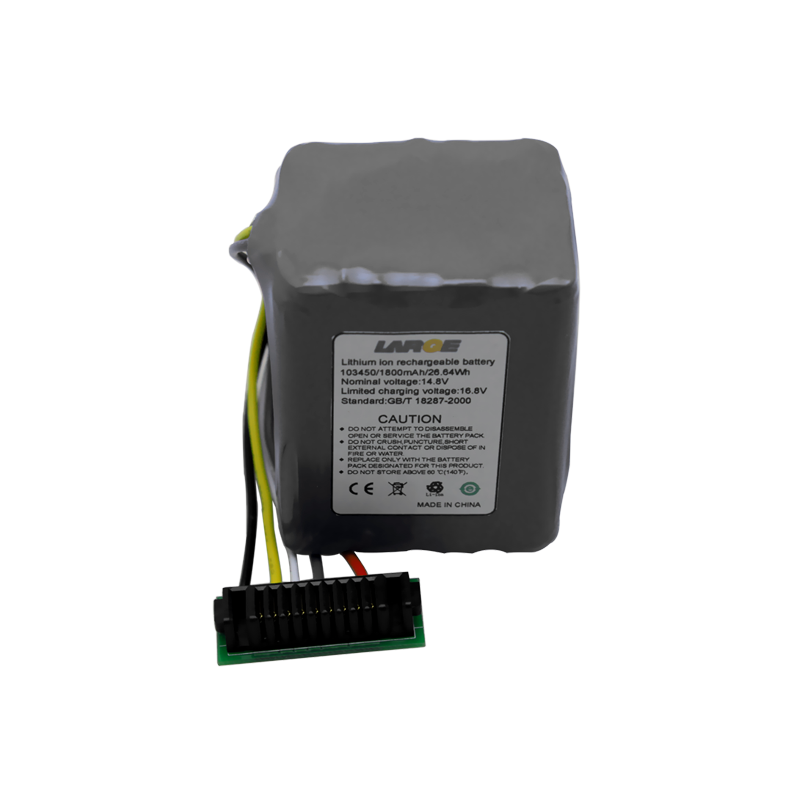 LARGE
Lithium ion rechargeable battery
103450/1800mAh/26.64Wh
Nominal voltage:14.8V
Limited charging voltage:16.8V
Standard:GB/T 18287-2000
CAUTION
● DO NOT ATTEMPT TO DISASSEMBLE
OPEN OR SERVICE THE BATTERY PACK.
● DO NOT CRUSH,PUNCTURE,SHORT
EXTERNAL CONTACT OR DISPOSE OF IN
FIRE OR WATER.
● REPLACE ONLY WITH THE BATTERY
PACK DESIGNATED FOR THIS PRODUCT.
● DO NOT STORE ABOVE 60 ℃(140℉).
CE
Li-ion
MADE IN CHINA